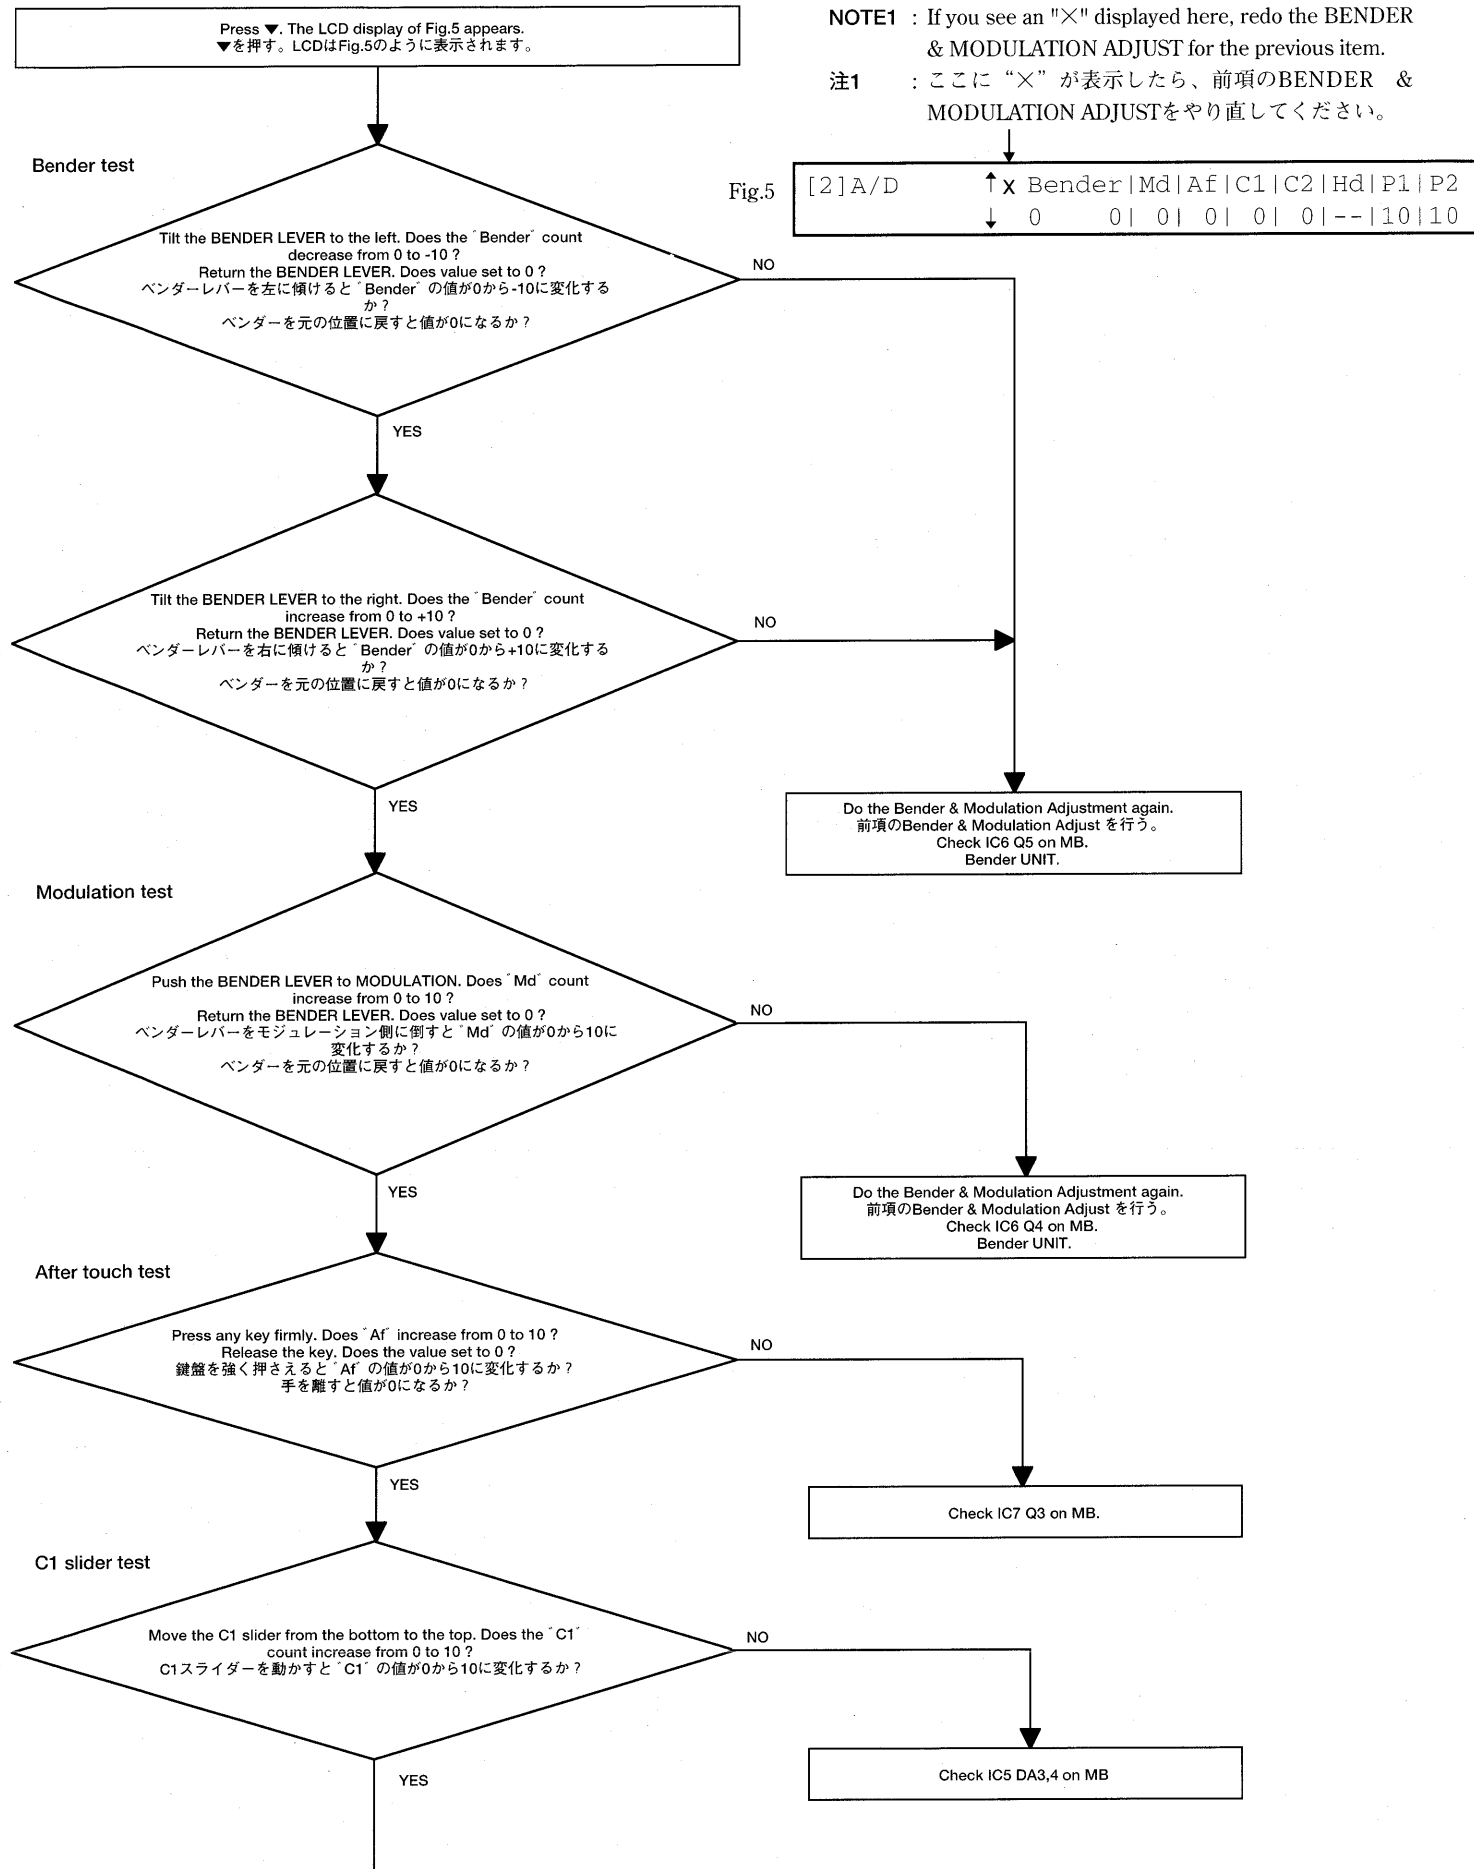 Press ▼. The LCD display of Fig.5 appears.
▼を押す。LCDはFig.5のように表示されます。
NOTE1 : If you see an "×" displayed here, redo the BENDER
& MODULATION ADJUST for the previous item.
注1 : ここに “×” が表示したら、前項のBENDER &
MODULATION ADJUSTをやり直してください。
Fig.5
[2]A/D ↑ x Bender|Md|Af|C1|C2|Hd|P1|P2
↓ 0 0| 0| 0| 0| 0|--|10|10
Bender test
Tilt the BENDER LEVER to the left. Does the ˝Bender˝ count
decrease from 0 to -10 ?
Return the BENDER LEVER. Does value set to 0 ?
ベンダーレバーを左に傾けると˝Bender˝ の値が0から-10に変化する
か？
ベンダーを元の位置に戻すと値が0になるか？
NO
YES
Tilt the BENDER LEVER to the right. Does the ˝Bender˝ count
increase from 0 to +10 ?
Return the BENDER LEVER. Does value set to 0 ?
ベンダーレバーを右に傾けると˝Bender˝ の値が0から+10に変化する
か？
ベンダーを元の位置に戻すと値が0になるか？
NO
YES
Do the Bender & Modulation Adjustment again.
前項のBender & Modulation Adjust を行う。
Check IC6 Q5 on MB.
Bender UNIT.
Modulation test
Push the BENDER LEVER to MODULATION. Does ˝Md˝ count
increase from 0 to 10 ?
Return the BENDER LEVER. Does value set to 0 ?
ベンダーレバーをモジュレーション側に倒すと˝Md˝ の値が0から10に
変化するか？
ベンダーを元の位置に戻すと値が0になるか？
NO
YES
Do the Bender & Modulation Adjustment again.
前項のBender & Modulation Adjust を行う。
Check IC6 Q4 on MB.
Bender UNIT.
After touch test
Press any key firmly. Does ˝Af˝ increase from 0 to 10 ?
Release the key. Does the value set to 0 ?
鍵盤を強く押さえると˝Af˝ の値が0から10に変化するか？
手を離すと値が0になるか？
NO
YES
Check IC7 Q3 on MB.
C1 slider test
Move the C1 slider from the bottom to the top. Does the ˝C1˝
count increase from 0 to 10 ?
C1スライダーを動かすと˝C1˝ の値が0から10に変化するか？
NO
YES
Check IC5 DA3,4 on MB